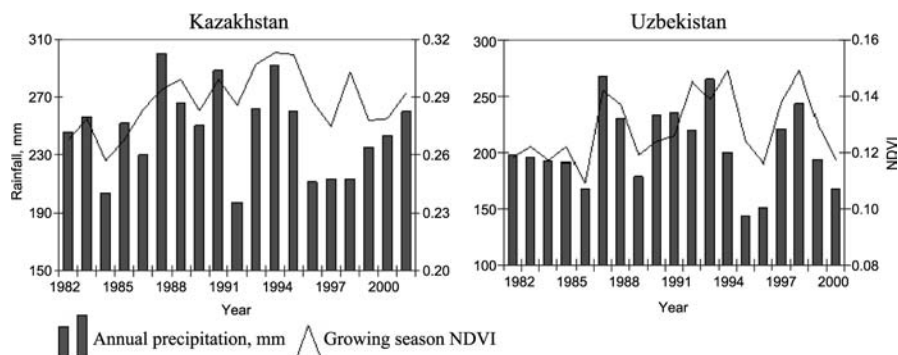 Kazakhstan
310
270
230
190
150
Rainfall, mm
0.32
0.29
0.26
0.23
0.20
1982 1985 1988 1991 1994 1997 2000
Year
Uzbekistan
300
250
200
150
100
0.16
0.14
0.12
0.10
0.08
NDVI
1982 1985 1988 1991 1994 1997 2000
Year
Annual precipitation, mm
Growing season NDVI